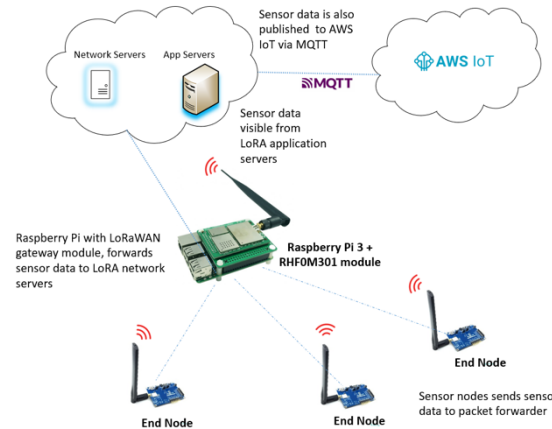 Sensor data is also
published to AWS
IoT via MQTT
Network Servers
App Servers
AWS IoT
MQTT
Sensor data
visible from
LoRA application
servers
Raspberry Pi with LoRaWAN
gateway module, forwards
sensor data to LoRA network
servers
Raspberry Pi 3 +
RHF0M301 module
End Node
End Node
End Node
Sensor nodes sends senso
data to packet forwarder